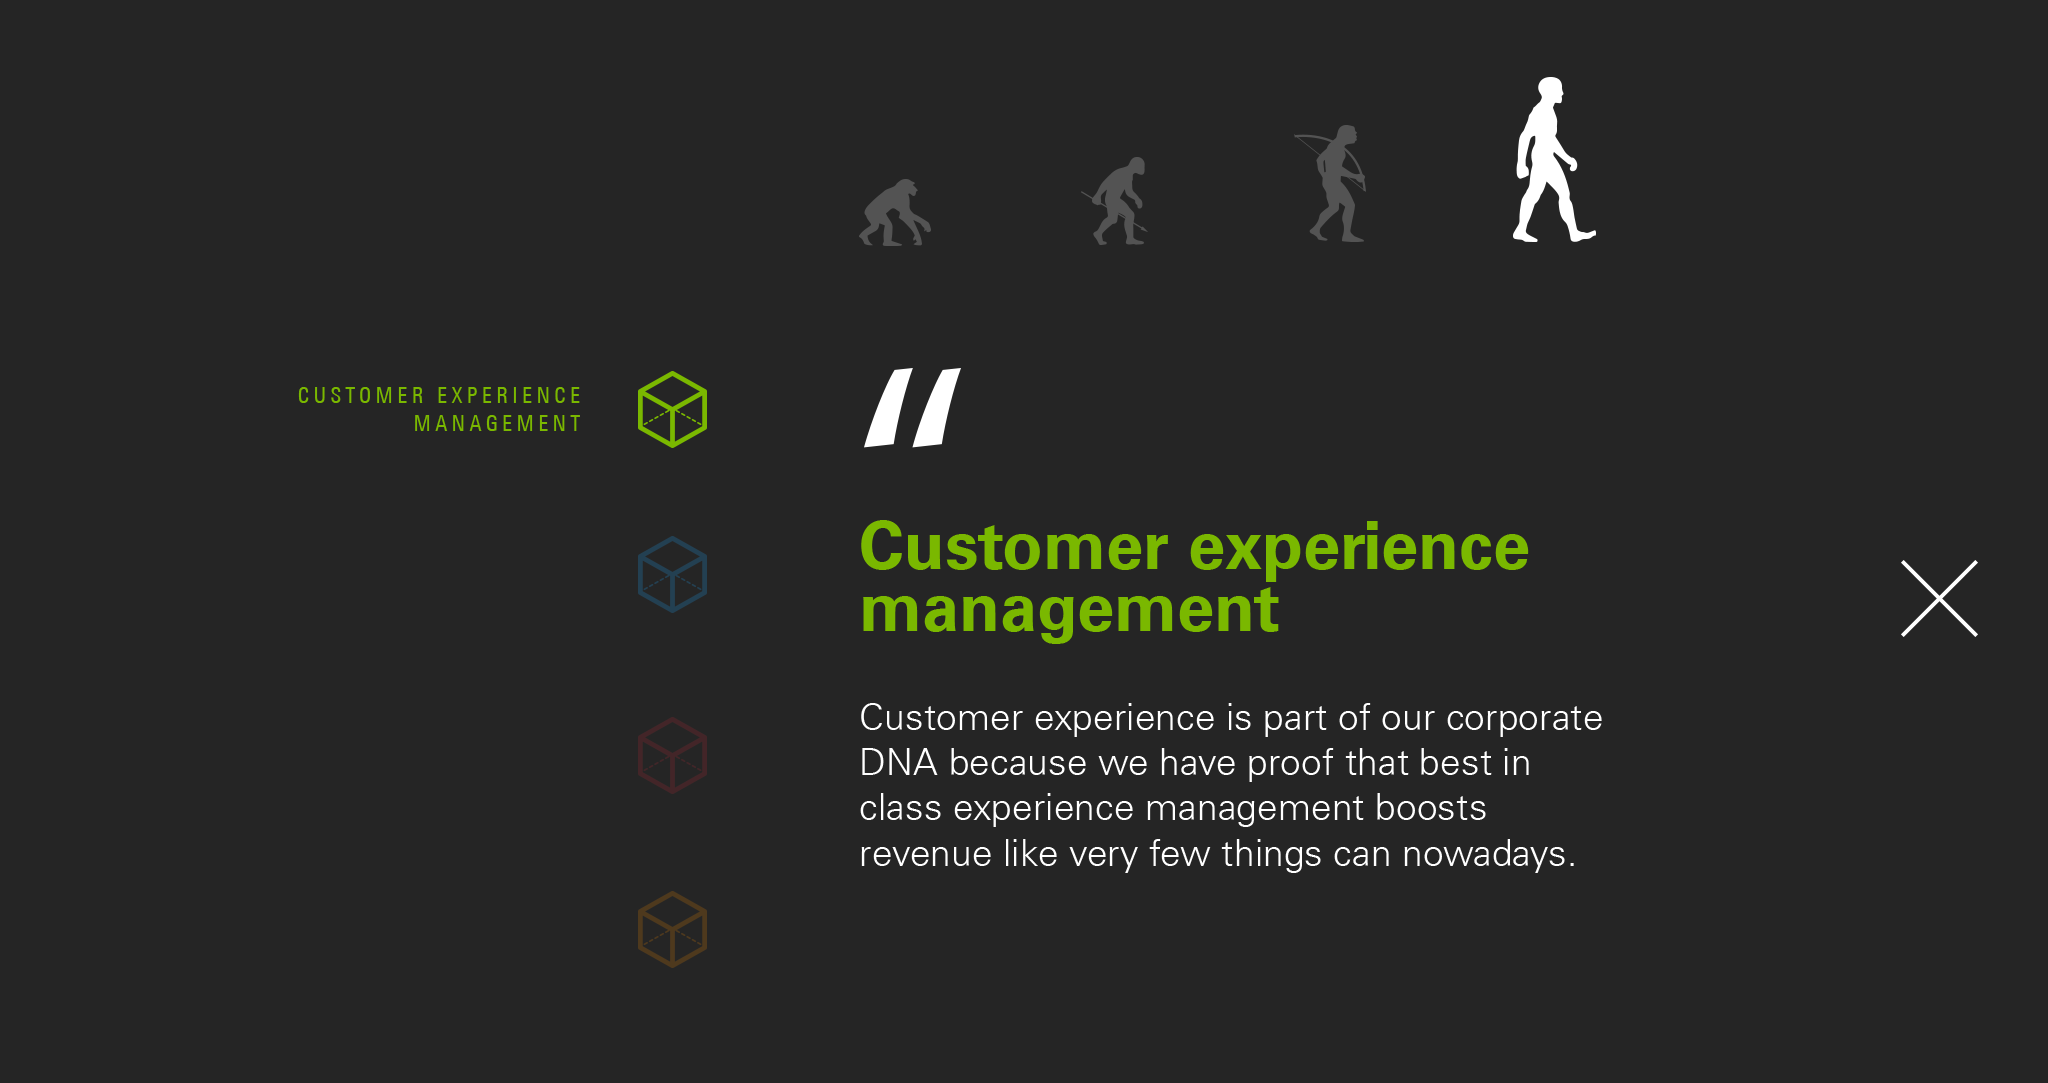 CUSTOMER EXPERIENCE
MANAGEMENT
“
Customer experience
management
Customer experience is part of our corporate
DNA because we have proof that best in
class experience management boosts
revenue like very few things can nowadays.